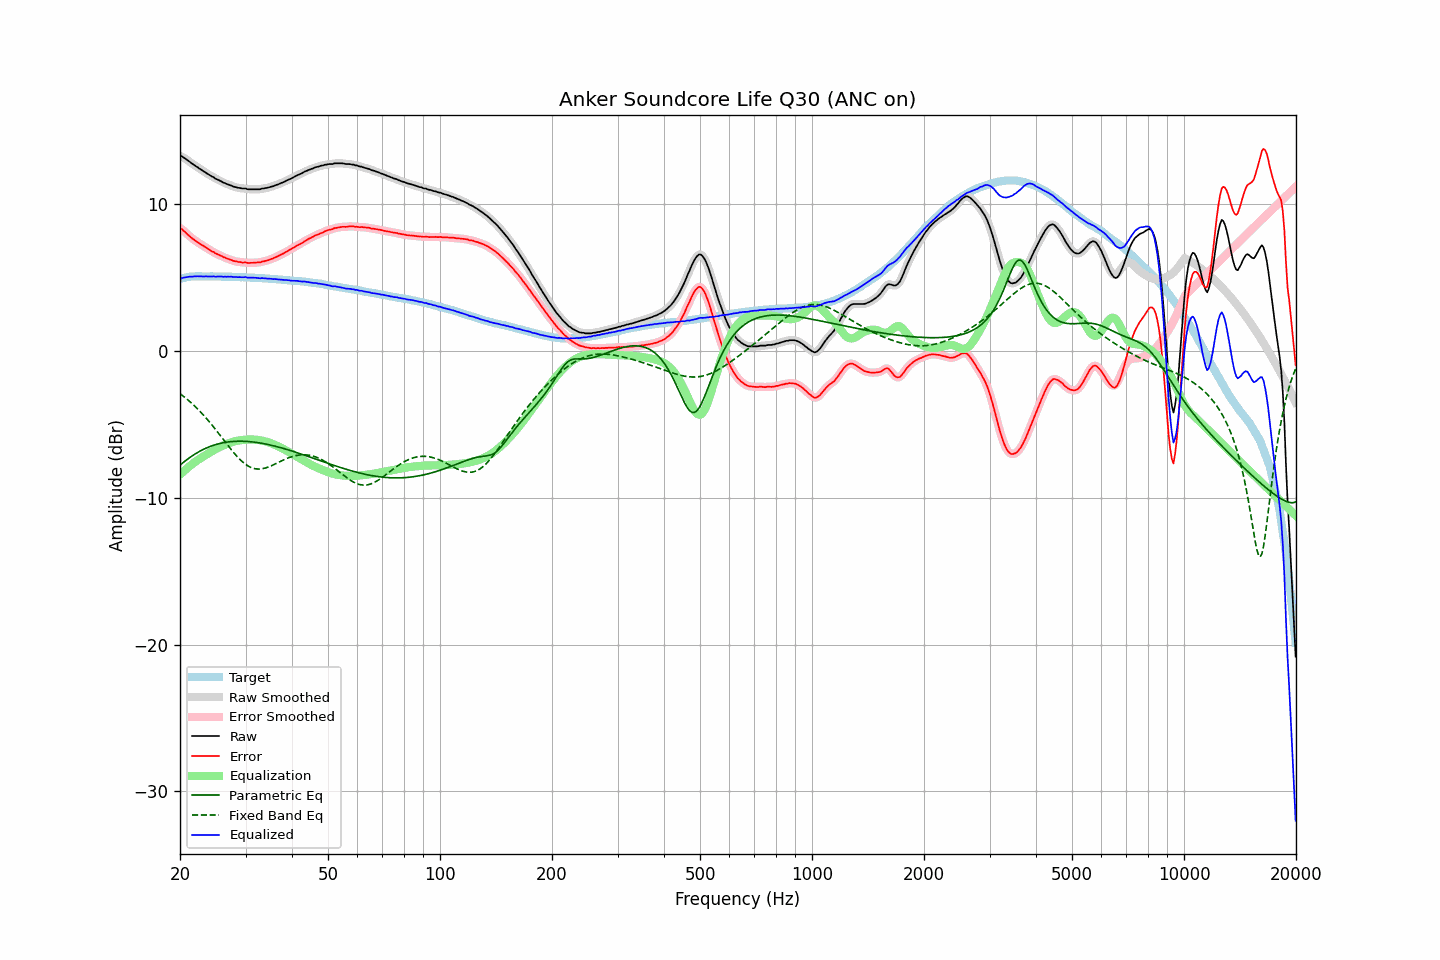 Anker Soundcore Life Q30 (ANC on)
Amplitude (dBr)
10
0
−10
−20
−30
Target
Raw Smoothed
Error Smoothed
Raw
Error
Equalization
Parametric Eq
Fixed Band Eq
Equalized
20
50
100
200
500
1000
2000
5000
10000
20000
Frequency (Hz)